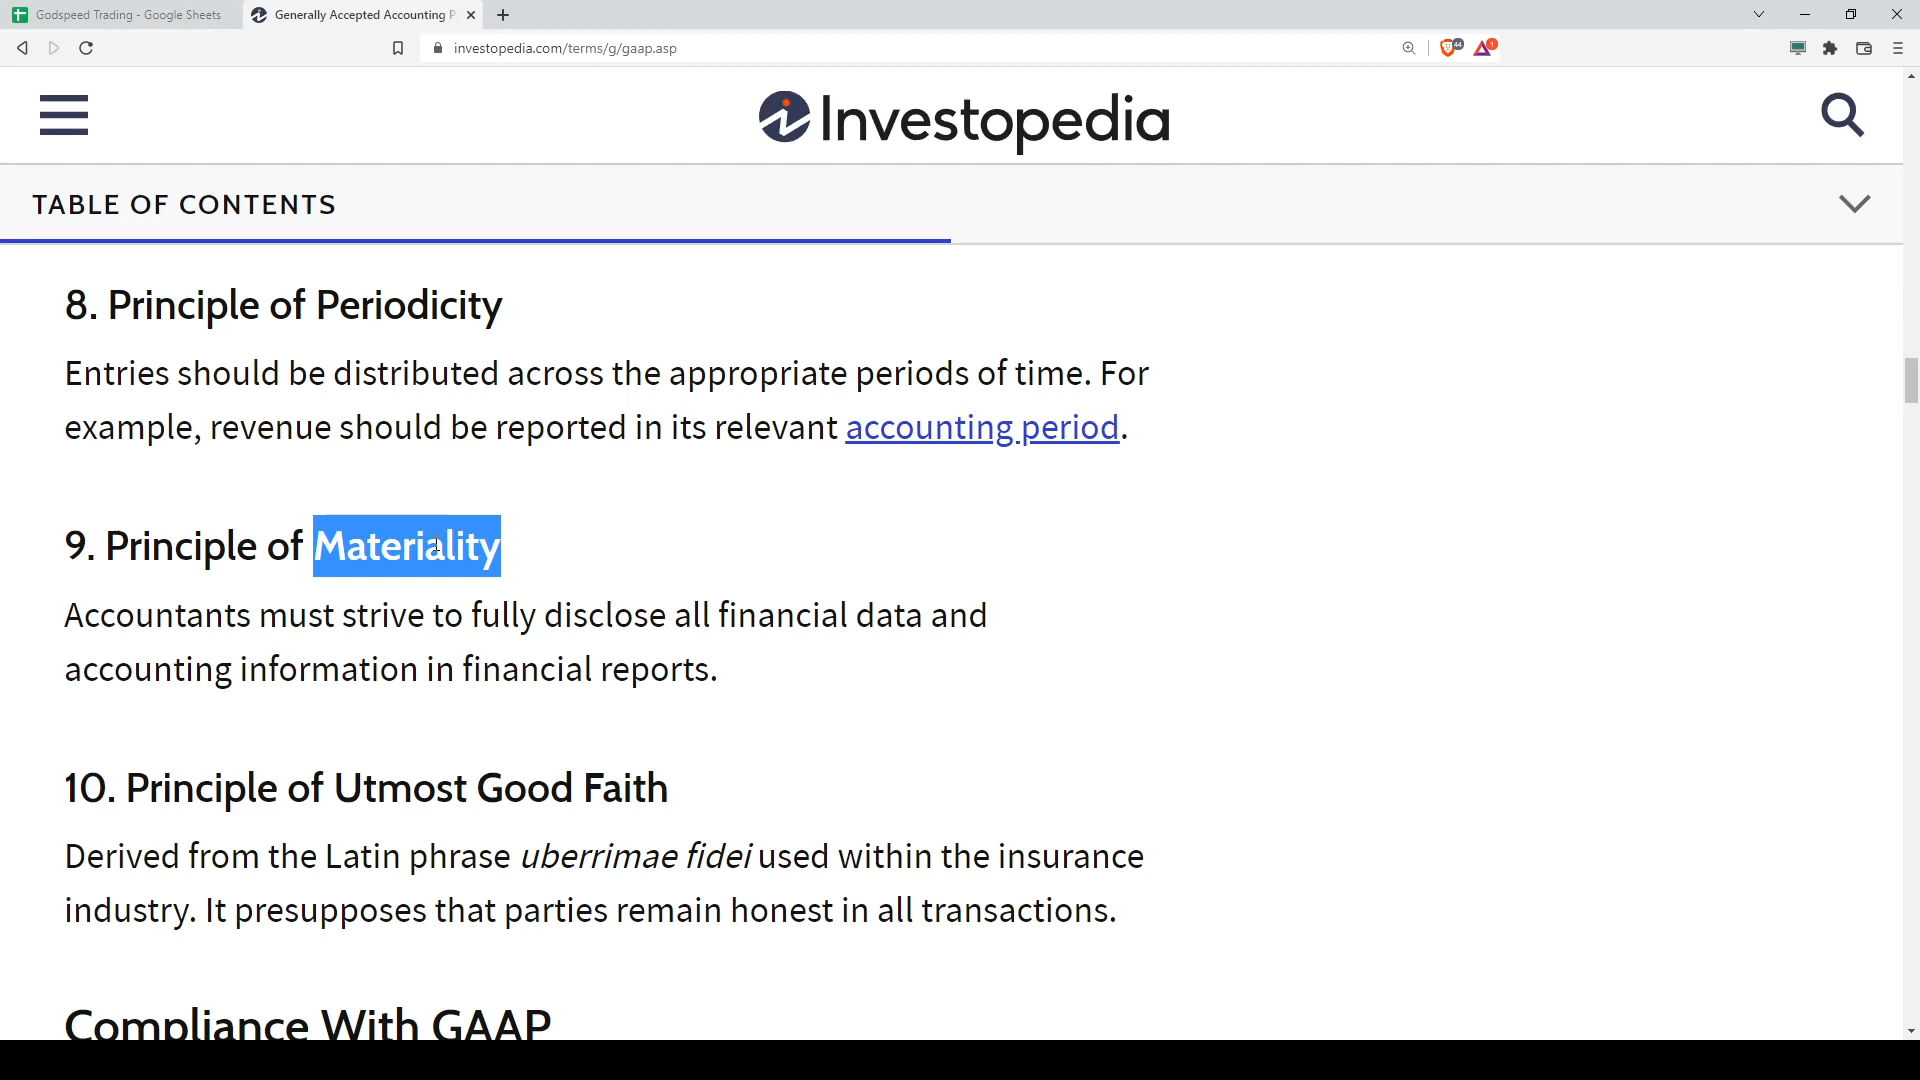 Godspeed Trading - Google Sheets
Generally Accepted Accounting P
investopedia.com/terms/g/gaap.asp
44
1
Investopedia
TABLE OF CONTENTS
8. Principle of Periodicity
Entries should be distributed across the appropriate periods of time. For
example, revenue should be reported in its relevant accounting period.
9. Principle of Materiality
Accountants must strive to fully disclose all financial data and
accounting information in financial reports.
10. Principle of Utmost Good Faith
Derived from the Latin phrase uberrimae fidei used within the insurance
industry. It presupposes that parties remain honest in all transactions.
Compliance With GAAP